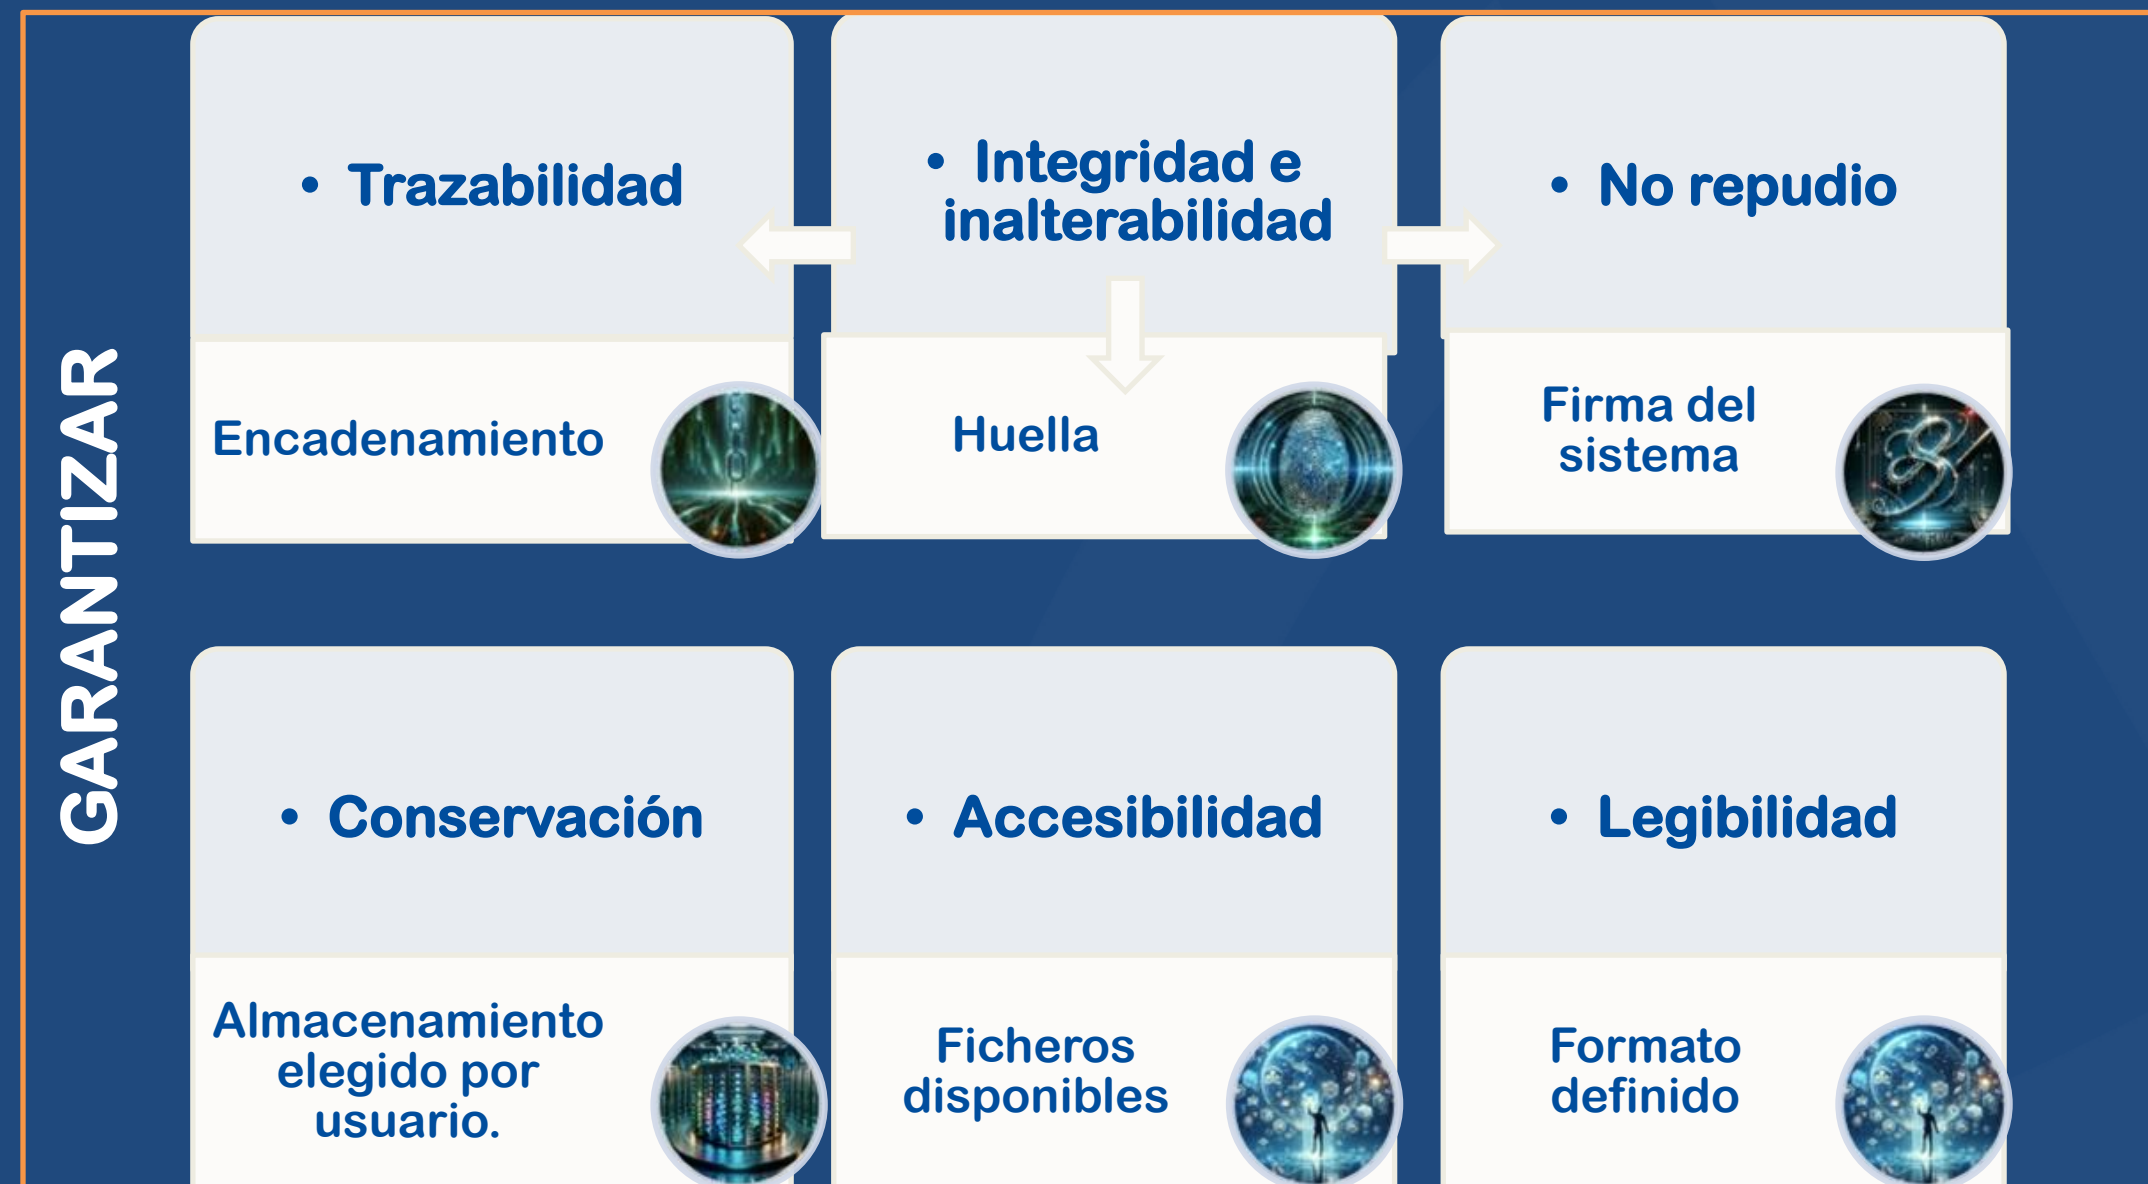 GARANTIZAR
• Trazabilidad
Encadenamiento
• Integridad e
inalterabilidad
Huella
• No repudio
Firma del
sistema
• Conservación
Almacenamiento
elegido por
usuario.
• Accesibilidad
Ficheros
disponibles
• Legibilidad
Formato
definido